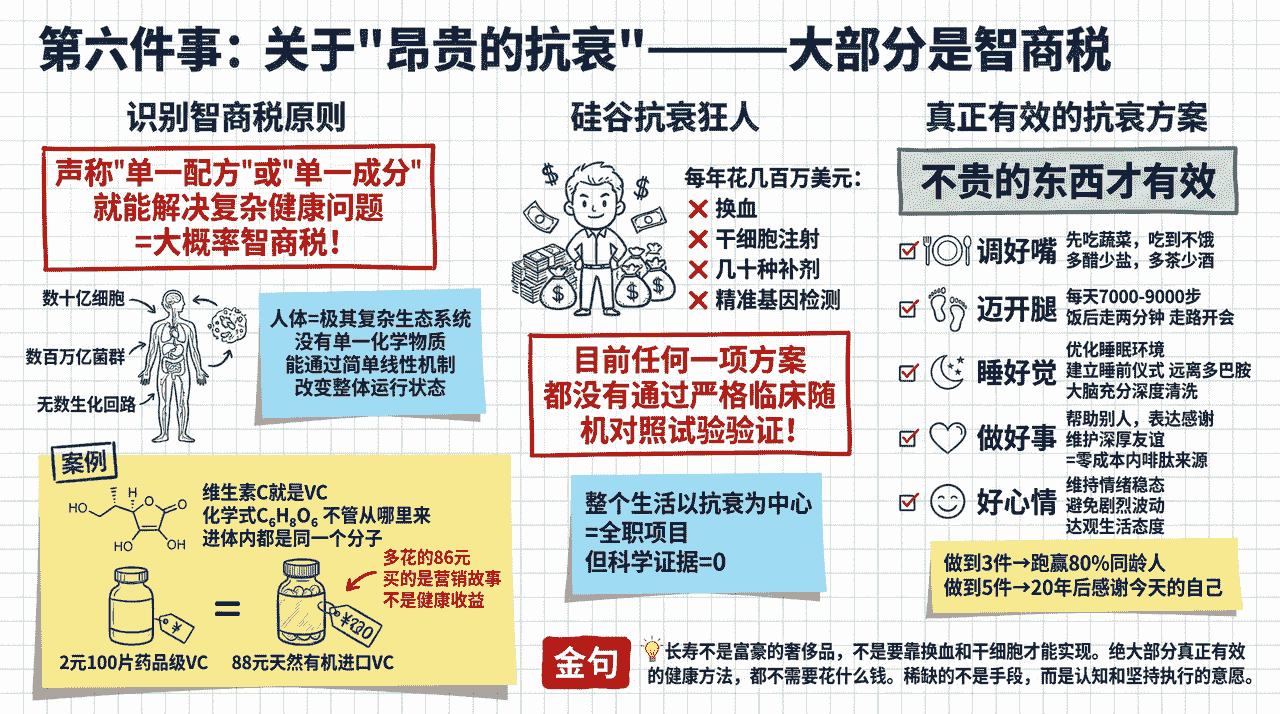 第六件事：关于"昂贵的抗衰"———大部分是智商税
识别智商税原则
声称"单一配方"或"单一成分"
就能解决复杂健康问题
=大概率智商税！
数十亿细胞
数百万亿菌群
无数生化回路
人体=极其复杂生态系统
没有单一化学物质
能通过简单线性机制
改变整体运行状态
案例
HO
H
O
O
HO
OH
维生素C就是VC
化学式C₆H₈O₆ 不管从哪里来
进体内都是同一个分子
多花的86元
买的是营销故事
不是健康收益
=
2元100片药品级VC
88元天然有机进口VC
硅谷抗衰狂人
$
$
$
$
$
每年花几百万美元：
❌ 换血
❌ 干细胞注射
❌ 几十种补剂
❌ 精准基因检测
目前任何一项方案
都没有通过严格临床随
机对照试验验证！
整个生活以抗衰为中心
=全职项目
但科学证据=0
真正有效的抗衰方案
不贵的东西才有效
调好嘴
先吃蔬菜，吃到不饿
多醋少盐，多茶少酒
迈开腿
每天7000-9000步
饭后走两分钟 走路开会
睡好觉
优化睡眠环境
建立睡前仪式 远离多巴胺
大脑充分深度清洗
做好事
帮助别人，表达感谢
维护深厚友谊
=零成本内啡肽来源
好心情
维持情绪稳态
避免剧烈波动
达观生活态度
做到3件→跑赢80%同龄人
做到5件→20年后感谢今天的自己
金句
长寿不是富豪的奢侈品，不是要靠换血和干细胞才能实现。绝大部分真正有效
的健康方法，都不需要花什么钱。稀缺的不是手段，而是认知和坚持执行的意愿。